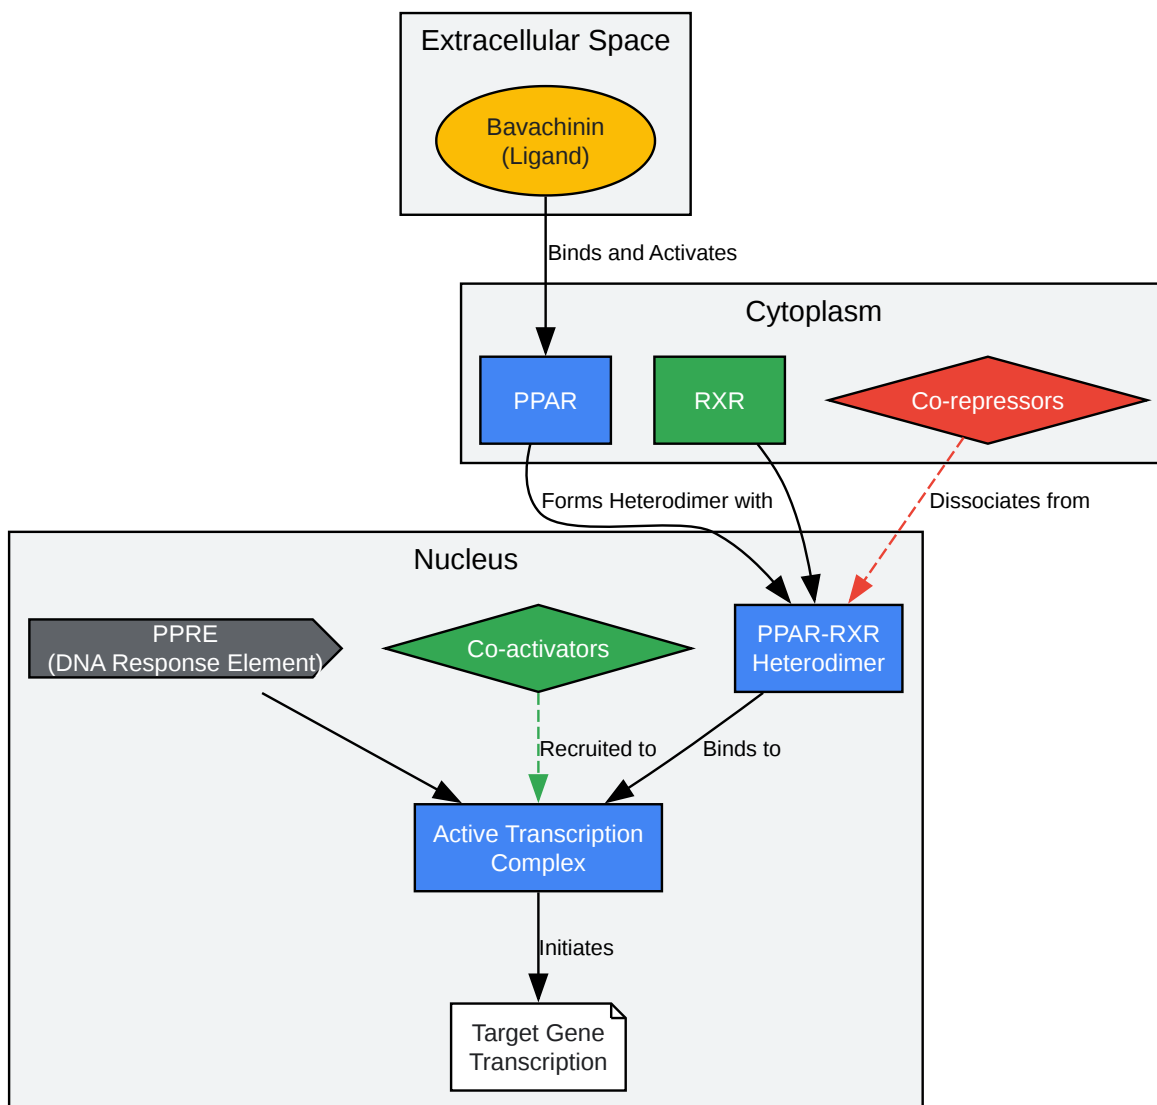 Extracellular Space
Bavachinin
(Ligand)
Binds and Activates
Cytoplasm
PPAR
RXR
Co-repressors
Forms Heterodimer with
Dissociates from
Nucleus
PPRE
(DNA Response Element)
Co-activators
PPAR-RXR
Heterodimer
Recruited to
Binds to
Active Transcription
Complex
Initiates
Target Gene
Transcription